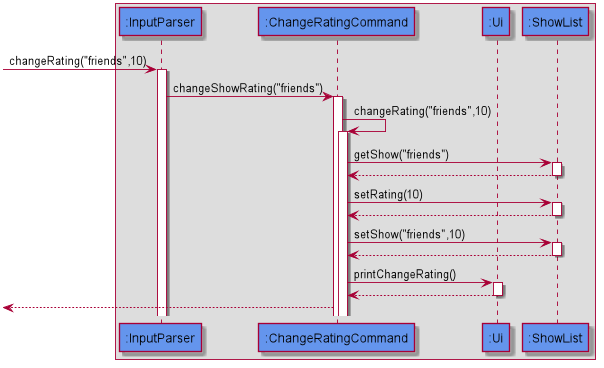 :InputParser :ChangeRatingCommand :Ui :ShowList
changeRating("friends",10)
changeShowRating("friends")
changeRating("friends",10)
getShow("friends")
setRating(10)
setShow("friends",10)
printChangeRating()
:InputParser :ChangeRatingCommand :Ui :ShowList